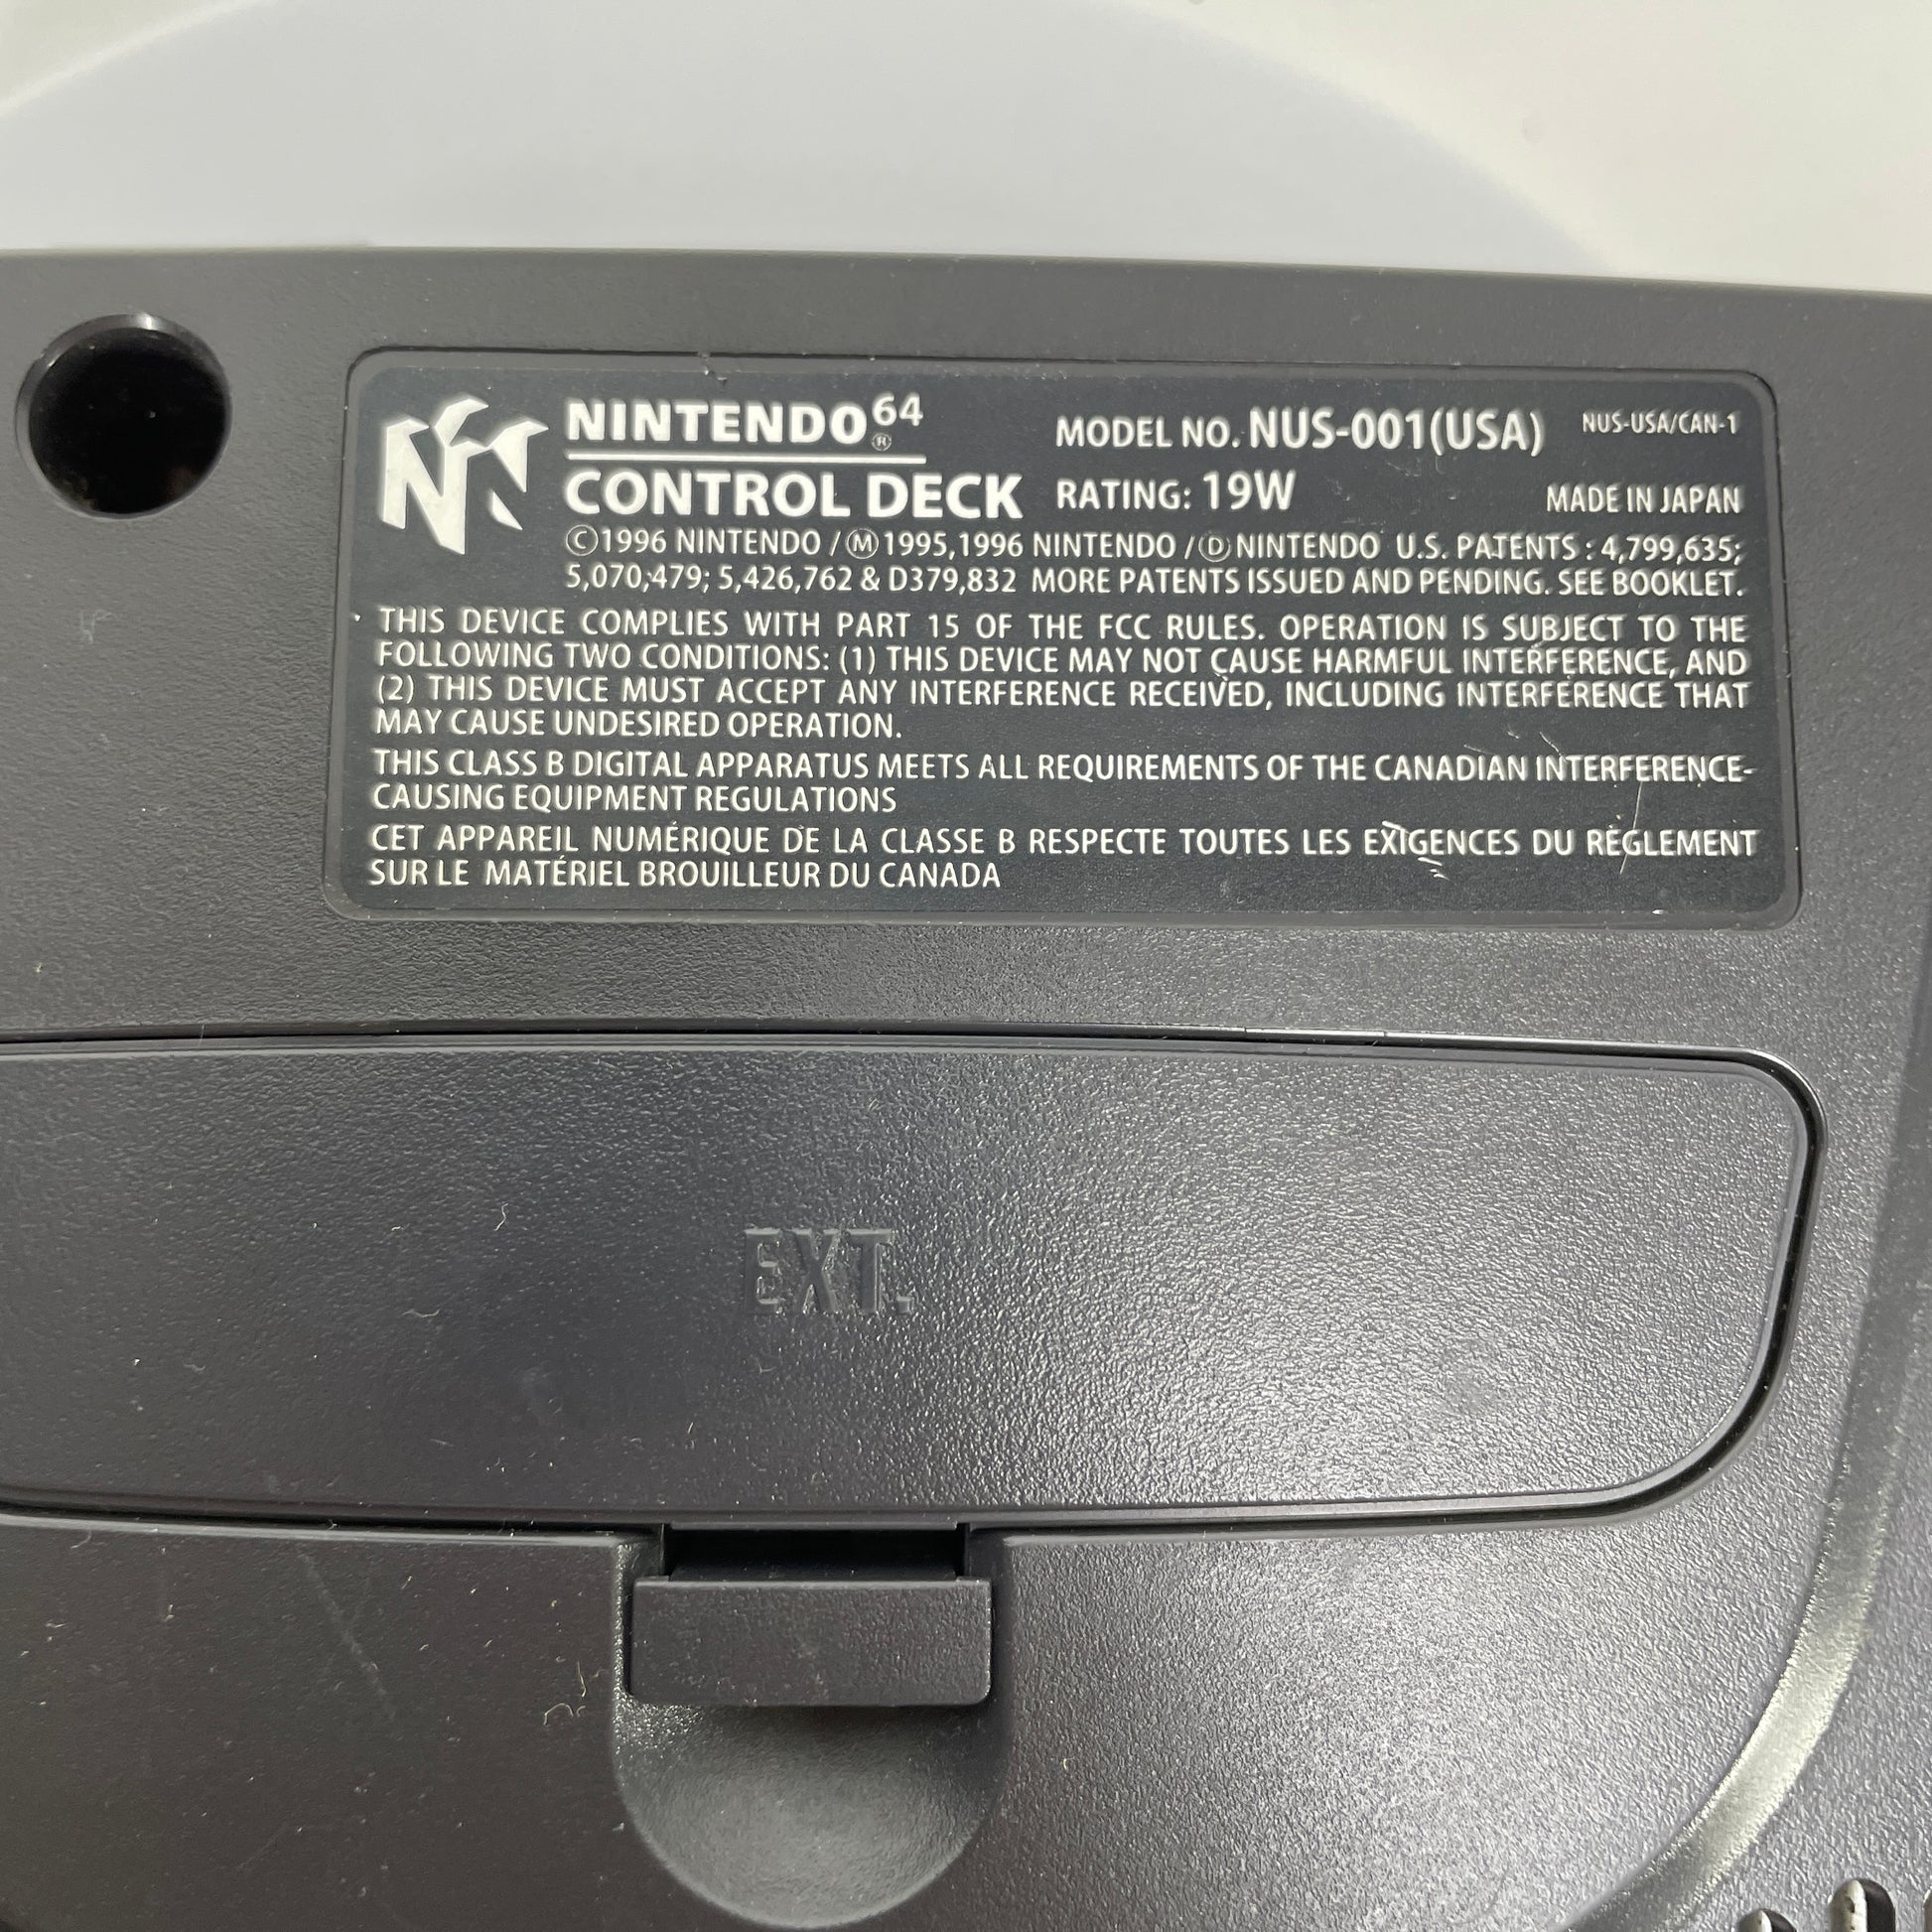 NINTENDO64®
CONTROL DECK
MODEL NO. NUS-001(USA) NUS-USA/CAN-1
RATING: 19W MADE IN JAPAN
©1996 NINTENDO / Ⓜ1995,1996 NINTENDO / ⒹNINTENDO U.S. PATENTS : 4,799,635;
5,070,479; 5,426,762 & D379,832 MORE PATENTS ISSUED AND PENDING. SEE BOOKLET.
THIS DEVICE COMPLIES WITH PART 15 OF THE FCC RULES. OPERATION IS SUBJECT TO THE
FOLLOWING TWO CONDITIONS: (1) THIS DEVICE MAY NOT CAUSE HARMFUL INTERFERENCE, AND
(2) THIS DEVICE MUST ACCEPT ANY INTERFERENCE RECEIVED, INCLUDING INTERFERENCE THAT
MAY CAUSE UNDESIRED OPERATION.
THIS CLASS B DIGITAL APPARATUS MEETS ALL REQUIREMENTS OF THE CANADIAN INTERFERENCE-
CAUSING EQUIPMENT REGULATIONS
CET APPAREIL NUMÉRIQUE DE LA CLASSE B RESPECTE TOUTES LES EXIGENCES DU RÈGLEMENT
SUR LE MATÉRIEL BROUILLEUR DU CANADA
EXT.